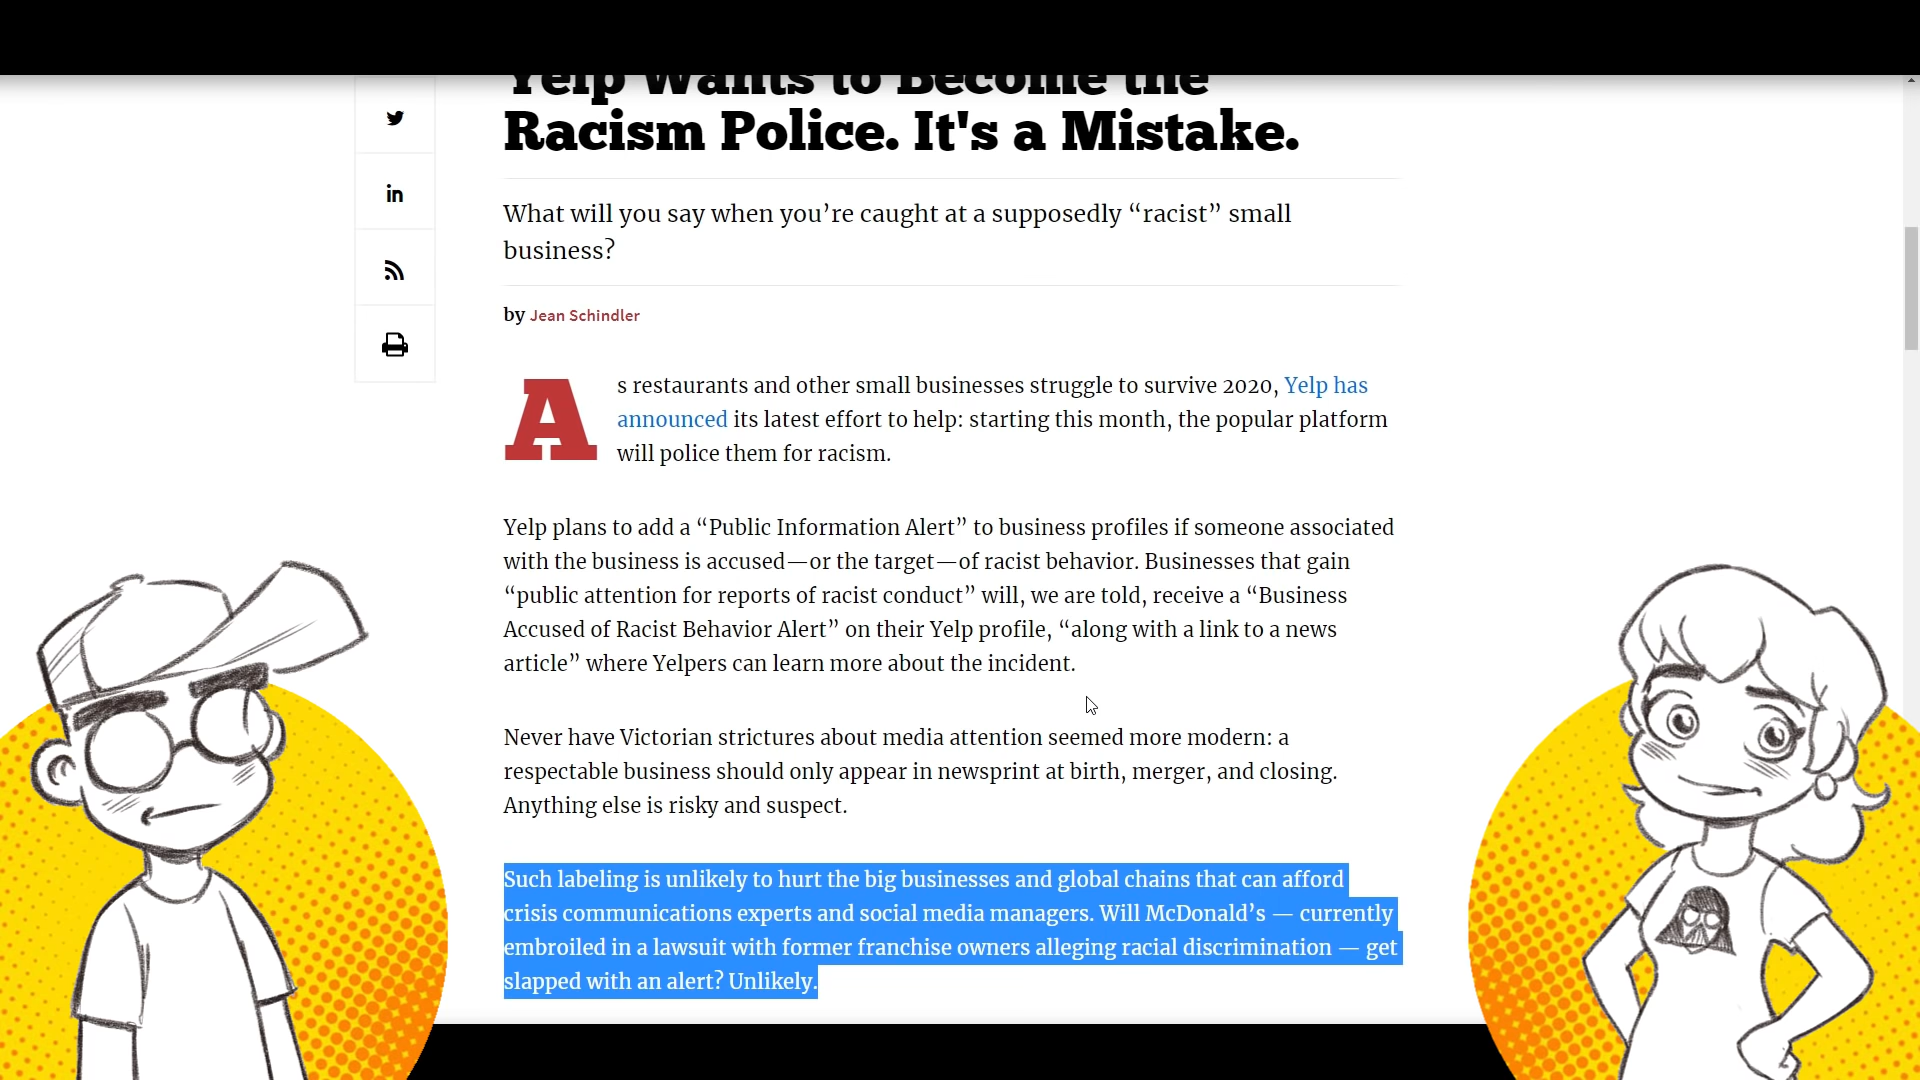 Yelp Wants to Become the
Racism Police. It's a Mistake.
What will you say when you’re caught at a supposedly “racist” small
business?
by Jean Schindler
As restaurants and other small businesses struggle to survive 2020, Yelp has
announced its latest effort to help: starting this month, the popular platform
will police them for racism.
Yelp plans to add a “Public Information Alert” to business profiles if someone associated
with the business is accused—or the target—of racist behavior. Businesses that gain
“public attention for reports of racist conduct” will, we are told, receive a “Business
Accused of Racist Behavior Alert” on their Yelp profile, “along with a link to a news
article” where Yelpers can learn more about the incident.
Never have Victorian strictures about media attention seemed more modern: a
respectable business should only appear in newsprint at birth, merger, and closing.
Anything else is risky and suspect.
Such labeling is unlikely to hurt the big businesses and global chains that can afford
crisis communications experts and social media managers. Will McDonald’s — currently
embroiled in a lawsuit with former franchise owners alleging racial discrimination — get
slapped with an alert? Unlikely.